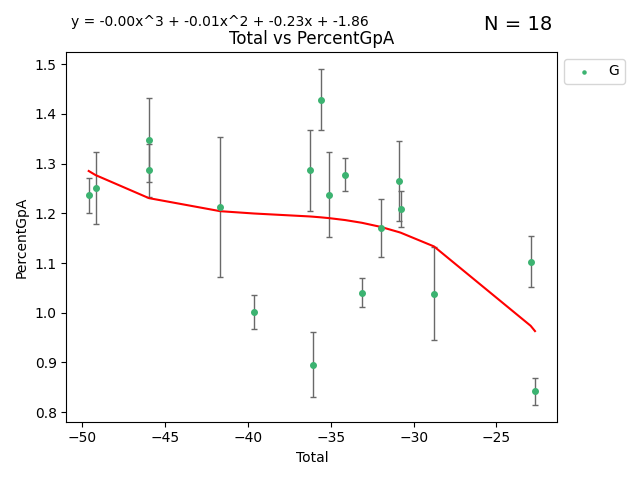 y = -0.00x^3 + -0.01x^2 + -0.23x + -1.86
N = 18
Total vs PercentGpA
G
1.5
1.4
1.3
1.2
1.1
1.0
0.9
0.8
PercentGpA
−50
−45
−40
−35
−30
−25
Total